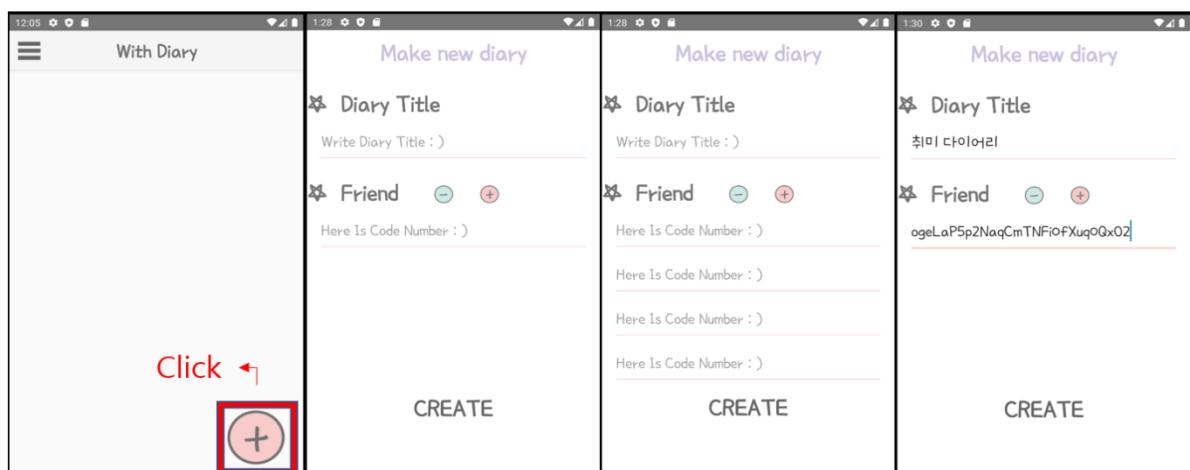 12:05
With Diary
Click
+
1:28
Make new diary
Diary Title
Write Diary Title : )
Friend - +
Here Is Code Number : )
CREATE
1:28
Make new diary
Diary Title
Write Diary Title : )
Friend - +
Here Is Code Number : )
Here Is Code Number : )
Here Is Code Number : )
Here Is Code Number : )
CREATE
1:30
Make new diary
Diary Title
취미 다이어리
Friend - +
ogeLaP5p2NaqCmTNFiofXuqoQxO2
CREATE